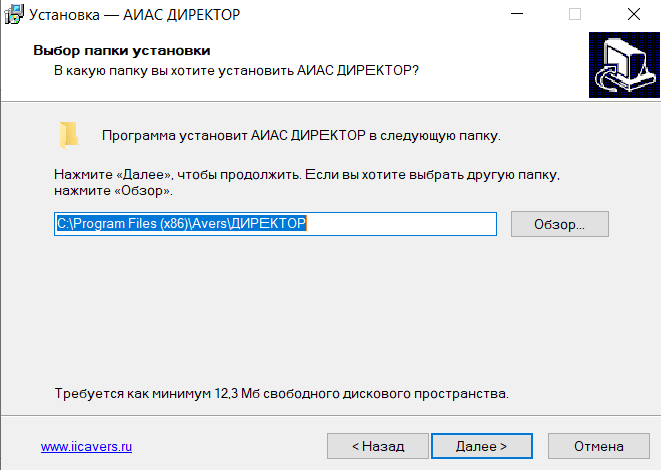 Установка — АИАС ДИРЕКТОР
Выбор папки установки
В какую папку вы хотите установить АИАС ДИРЕКТОР?
Программа установит АИАС ДИРЕКТОР в следующую папку.
Нажмите «Далее», чтобы продолжить. Если вы хотите выбрать другую папку,
нажмите «Обзор».
C:\Program Files (x86)\Avers\ДИРЕКТОР
Обзор...
Требуется как минимум 12,3 Мб свободного дискового пространства.
www.iicavers.ru
< Назад
Далее >
Отмена